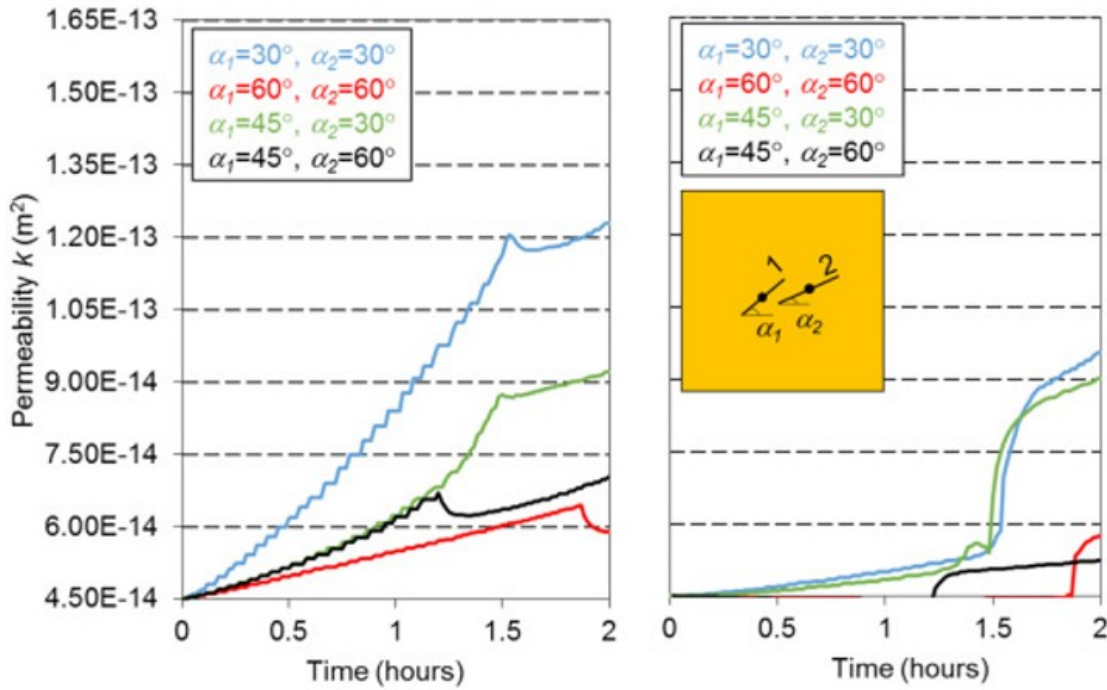 1.65E-13
1.50E-13
1.35E-13
1.20E-13
1.05E-13
9.00E-14
7.50E-14
6.00E-14
4.50E-14
Permeability k (m²)
α₁=30°, α₂=30°
α₁=60°, α₂=60°
α₁=45°, α₂=30°
α₁=45°, α₂=60°
0 0.5 1 1.5 2
Time (hours)
α₁=30°, α₂=30°
α₁=60°, α₂=60°
α₁=45°, α₂=30°
α₁=45°, α₂=60°
1 2
α₁ α₂
0 0.5 1 1.5 2
Time (hours)